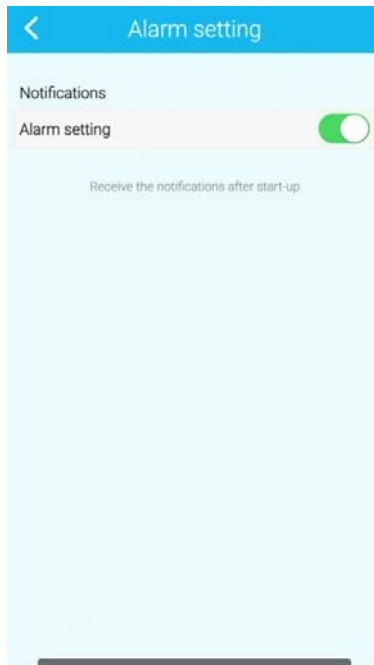 Alarm setting
Notifications
Alarm setting
Receive the notifications after start-up